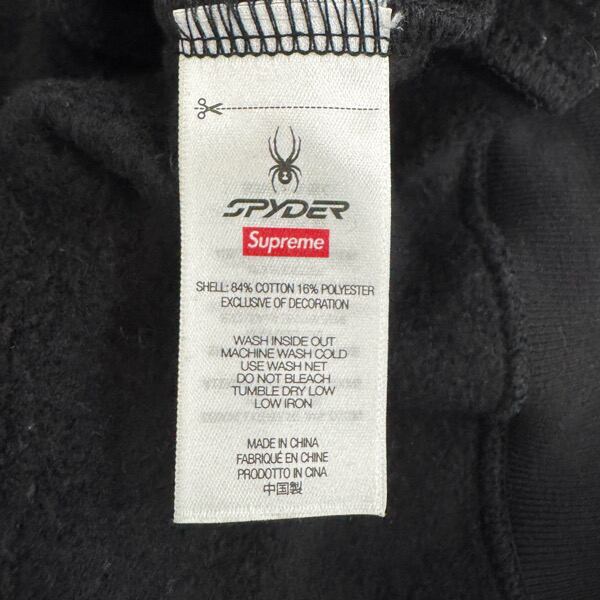 SPYDER
Supreme
SHELL: 84% COTTON 16% POLYESTER
EXCLUSIVE OF DECORATION
WASH INSIDE OUT
MACHINE WASH COLD
USE WASH NET
DO NOT BLEACH
TUMBLE DRY LOW
LOW IRON
MADE IN CHINA
FABRIQUÉ EN CHINE
PRODOTTO IN CINA
中国製